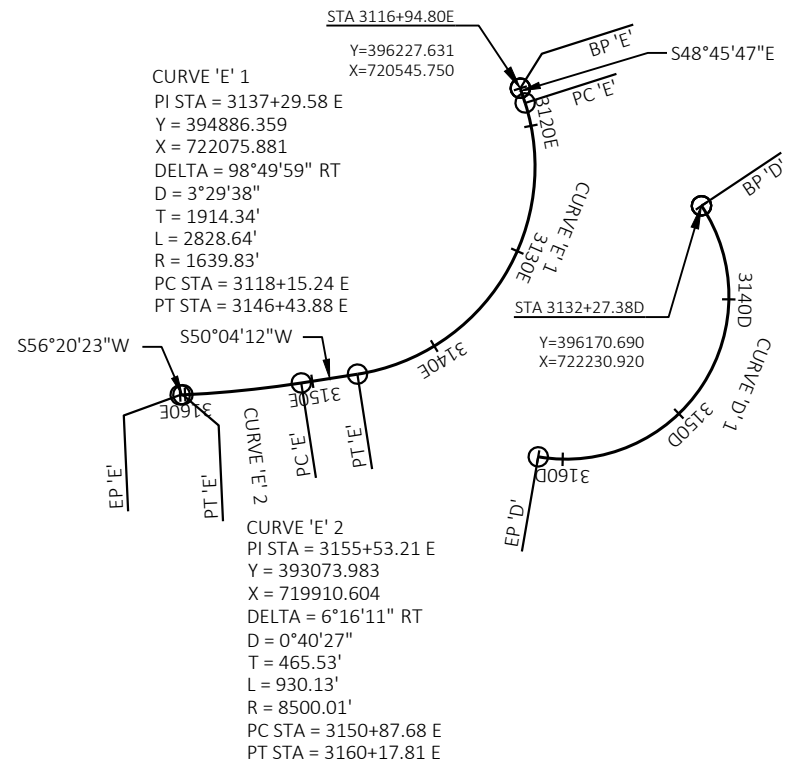 STA 3116+94.80E
Y=396227.631
X=720545.750
BP 'E'
S48°45'47"E
PC 'E'
CURVE 'E' 1
PI STA = 3137+29.58 E
Y = 394886.359
X = 722075.881
DELTA = 98°49'59" RT
D = 3°29'38"
T = 1914.34'
L = 2828.64'
R = 1639.83'
PC STA = 3118+15.24 E
PT STA = 3146+43.88 E
3120E
BP 'D'
CURVE 'E' 1
3130E
STA 3132+27.38D
Y=396170.690
X=722230.920
3140D
CURVE 'D' 1
S56°20'23"W
S50°04'12"W
3140E
3150E
3160E
3150D
3160D
EP 'E'
PT 'E'
CURVE 'E' 2
PC 'E'
PT 'E'
EP 'D'
CURVE 'E' 2
PI STA = 3155+53.21 E
Y = 393073.983
X = 719910.604
DELTA = 6°16'11" RT
D = 0°40'27"
T = 465.53'
L = 930.13'
R = 8500.01'
PC STA = 3150+87.68 E
PT STA = 3160+17.81 E